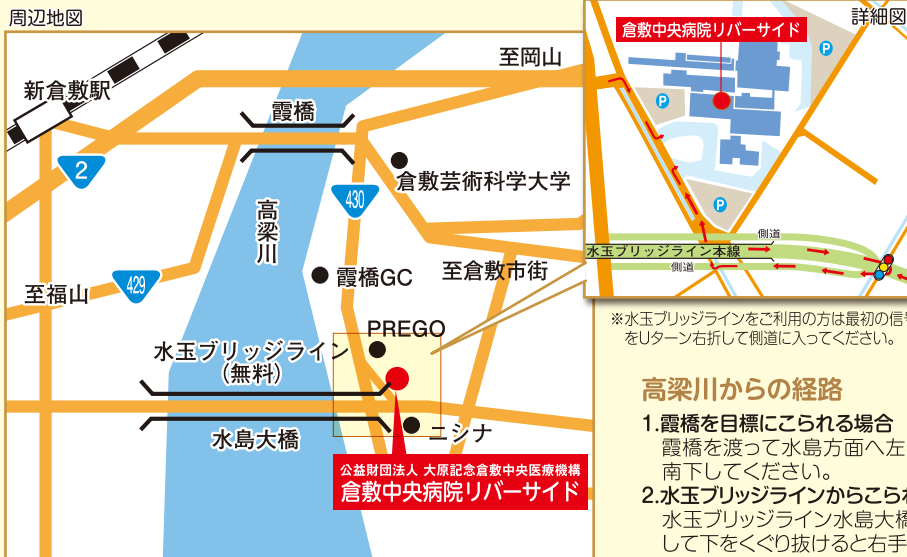 周辺地図
詳細図
倉敷中央病院リバーサイド
P
P
P
側道
水玉ブリッジライン本線
側道
至岡山
新倉敷駅
霞橋
2
倉敷芸術科学大学
430
高梁川
霞橋GC
至倉敷市街
429
至福山
PREGO
水玉ブリッジライン
(無料)
水島大橋
ニシナ
公益財団法人 大原記念倉敷中央医療機構
倉敷中央病院リバーサイド
※水玉ブリッジラインをご利用の方は最初の信号
をUターン右折して側道に入ってください。
高梁川からの経路
1.霞橋を目標にこられる場合
霞橋を渡って水島方面へ左
南下してください。
2.水玉ブリッジラインからこられ
水玉ブリッジライン水島大橋
して下をくぐり抜けると右手